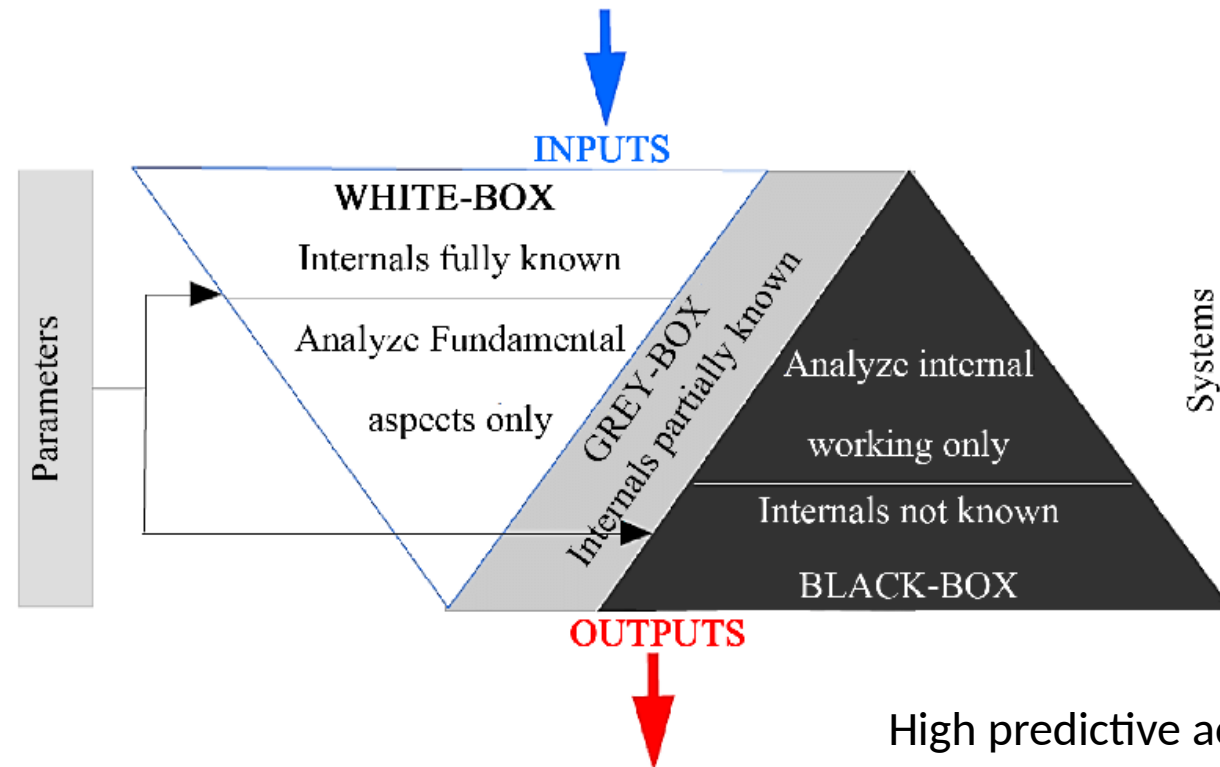 INPUTS
Parameters
WHITE-BOX
Internals fully known
Analyze Fundamental
aspects only
GREY-BOX
Internals partially known
Analyze internal
working only
Internals not known
BLACK-BOX
Systems
OUTPUTS
High predictive